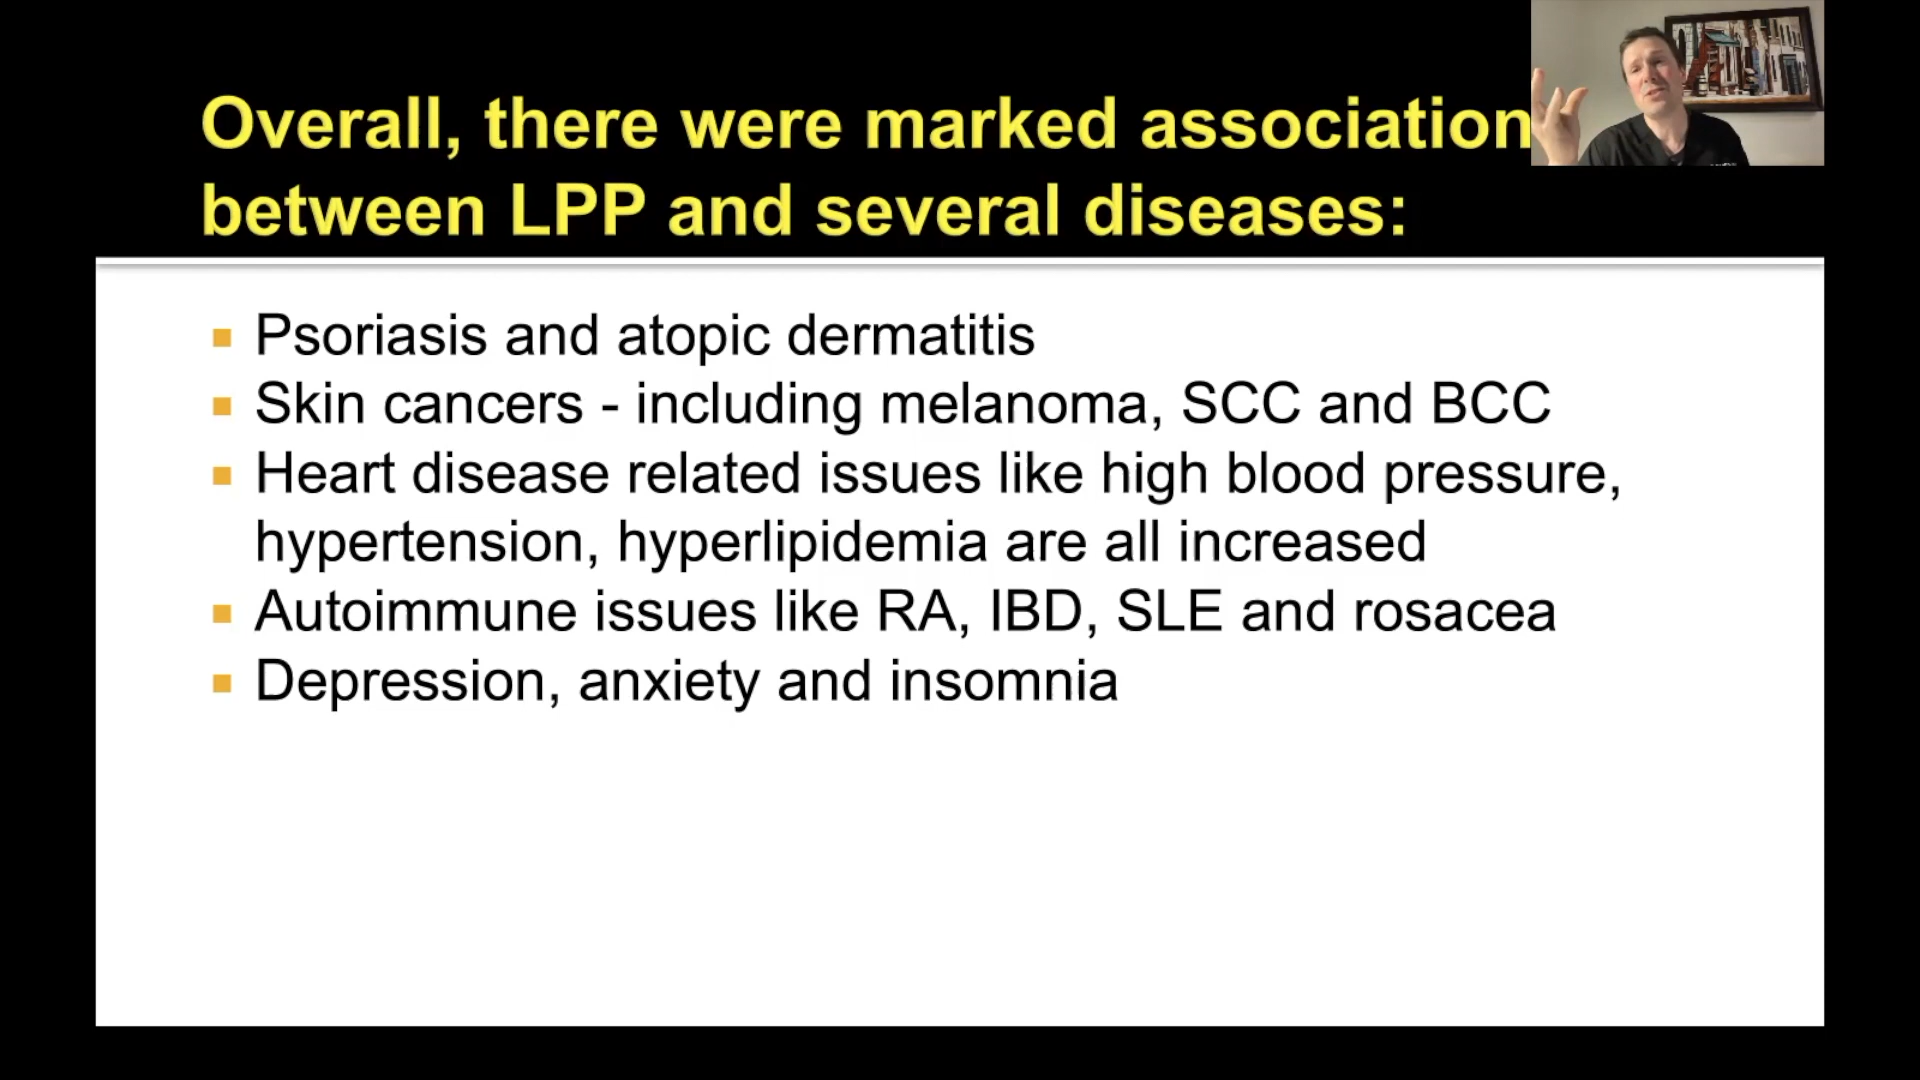 Overall, there were marked association
between LPP and several diseases:
Psoriasis and atopic dermatitis
Skin cancers - including melanoma, SCC and BCC
Heart disease related issues like high blood pressure,
hypertension, hyperlipidemia are all increased
Autoimmune issues like RA, IBD, SLE and rosacea
Depression, anxiety and insomnia